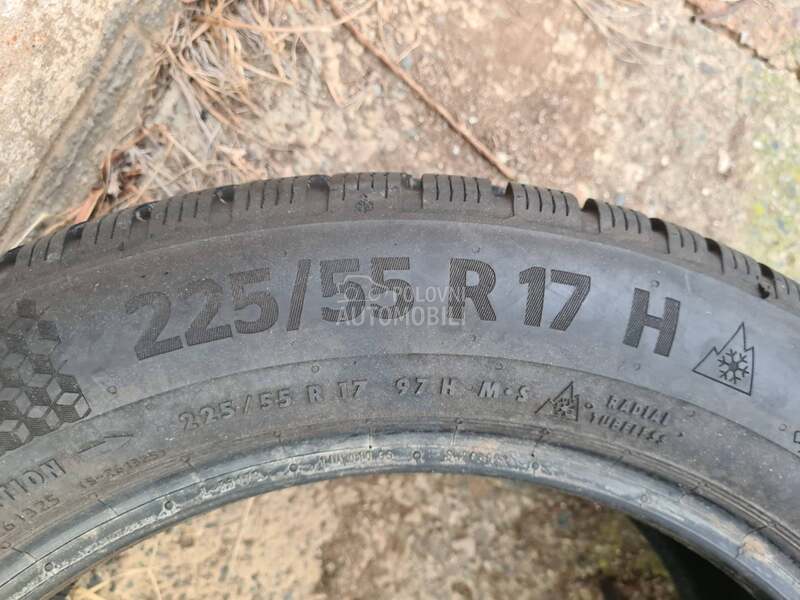 225/55 R 17 H
POLOVNI
AUTOMOBILI
225/55 R 17 97 H · M·S
RADIAL
TUBELESS